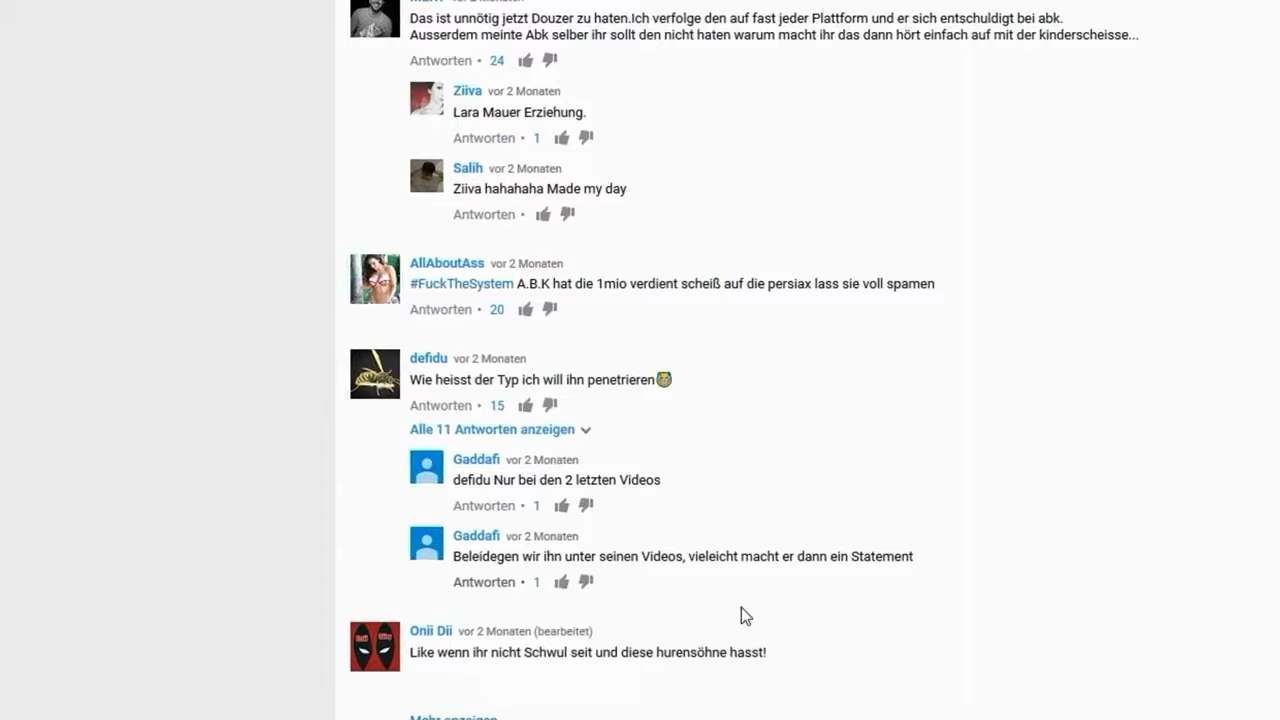 vor 2 Monaten
Das ist unnötig jetzt Douzer zu haten.Ich verfolge den auf fast jeder Plattform und er sich entschuldigt bei abk.
Ausserdem meinte Abk selber ihr sollt den nicht haten warum macht ihr das dann hört einfach auf mit der kinderscheisse...
Antworten • 24
Ziiva vor 2 Monaten
Lara Mauer Erziehung.
Antworten • 1
Salih vor 2 Monaten
Ziiva hahahaha Made my day
Antworten •
AllAboutAss vor 2 Monaten
#FuckTheSystem A.B.K hat die 1mio verdient scheiß auf die persiax lass sie voll spamen
Antworten • 20
defidu vor 2 Monaten
Wie heisst der Typ ich will ihn penetrieren
Antworten • 15
Alle 11 Antworten anzeigen
Gaddafi vor 2 Monaten
defidu Nur bei den 2 letzten Videos
Antworten • 1
Gaddafi vor 2 Monaten
Beleidegen wir ihn unter seinen Videos, vieleicht macht er dann ein Statement
Antworten • 1
Onii Dii vor 2 Monaten (bearbeitet)
Like wenn ihr nicht Schwul seit und diese hurensöhne hasst!
Mehr anzeigen